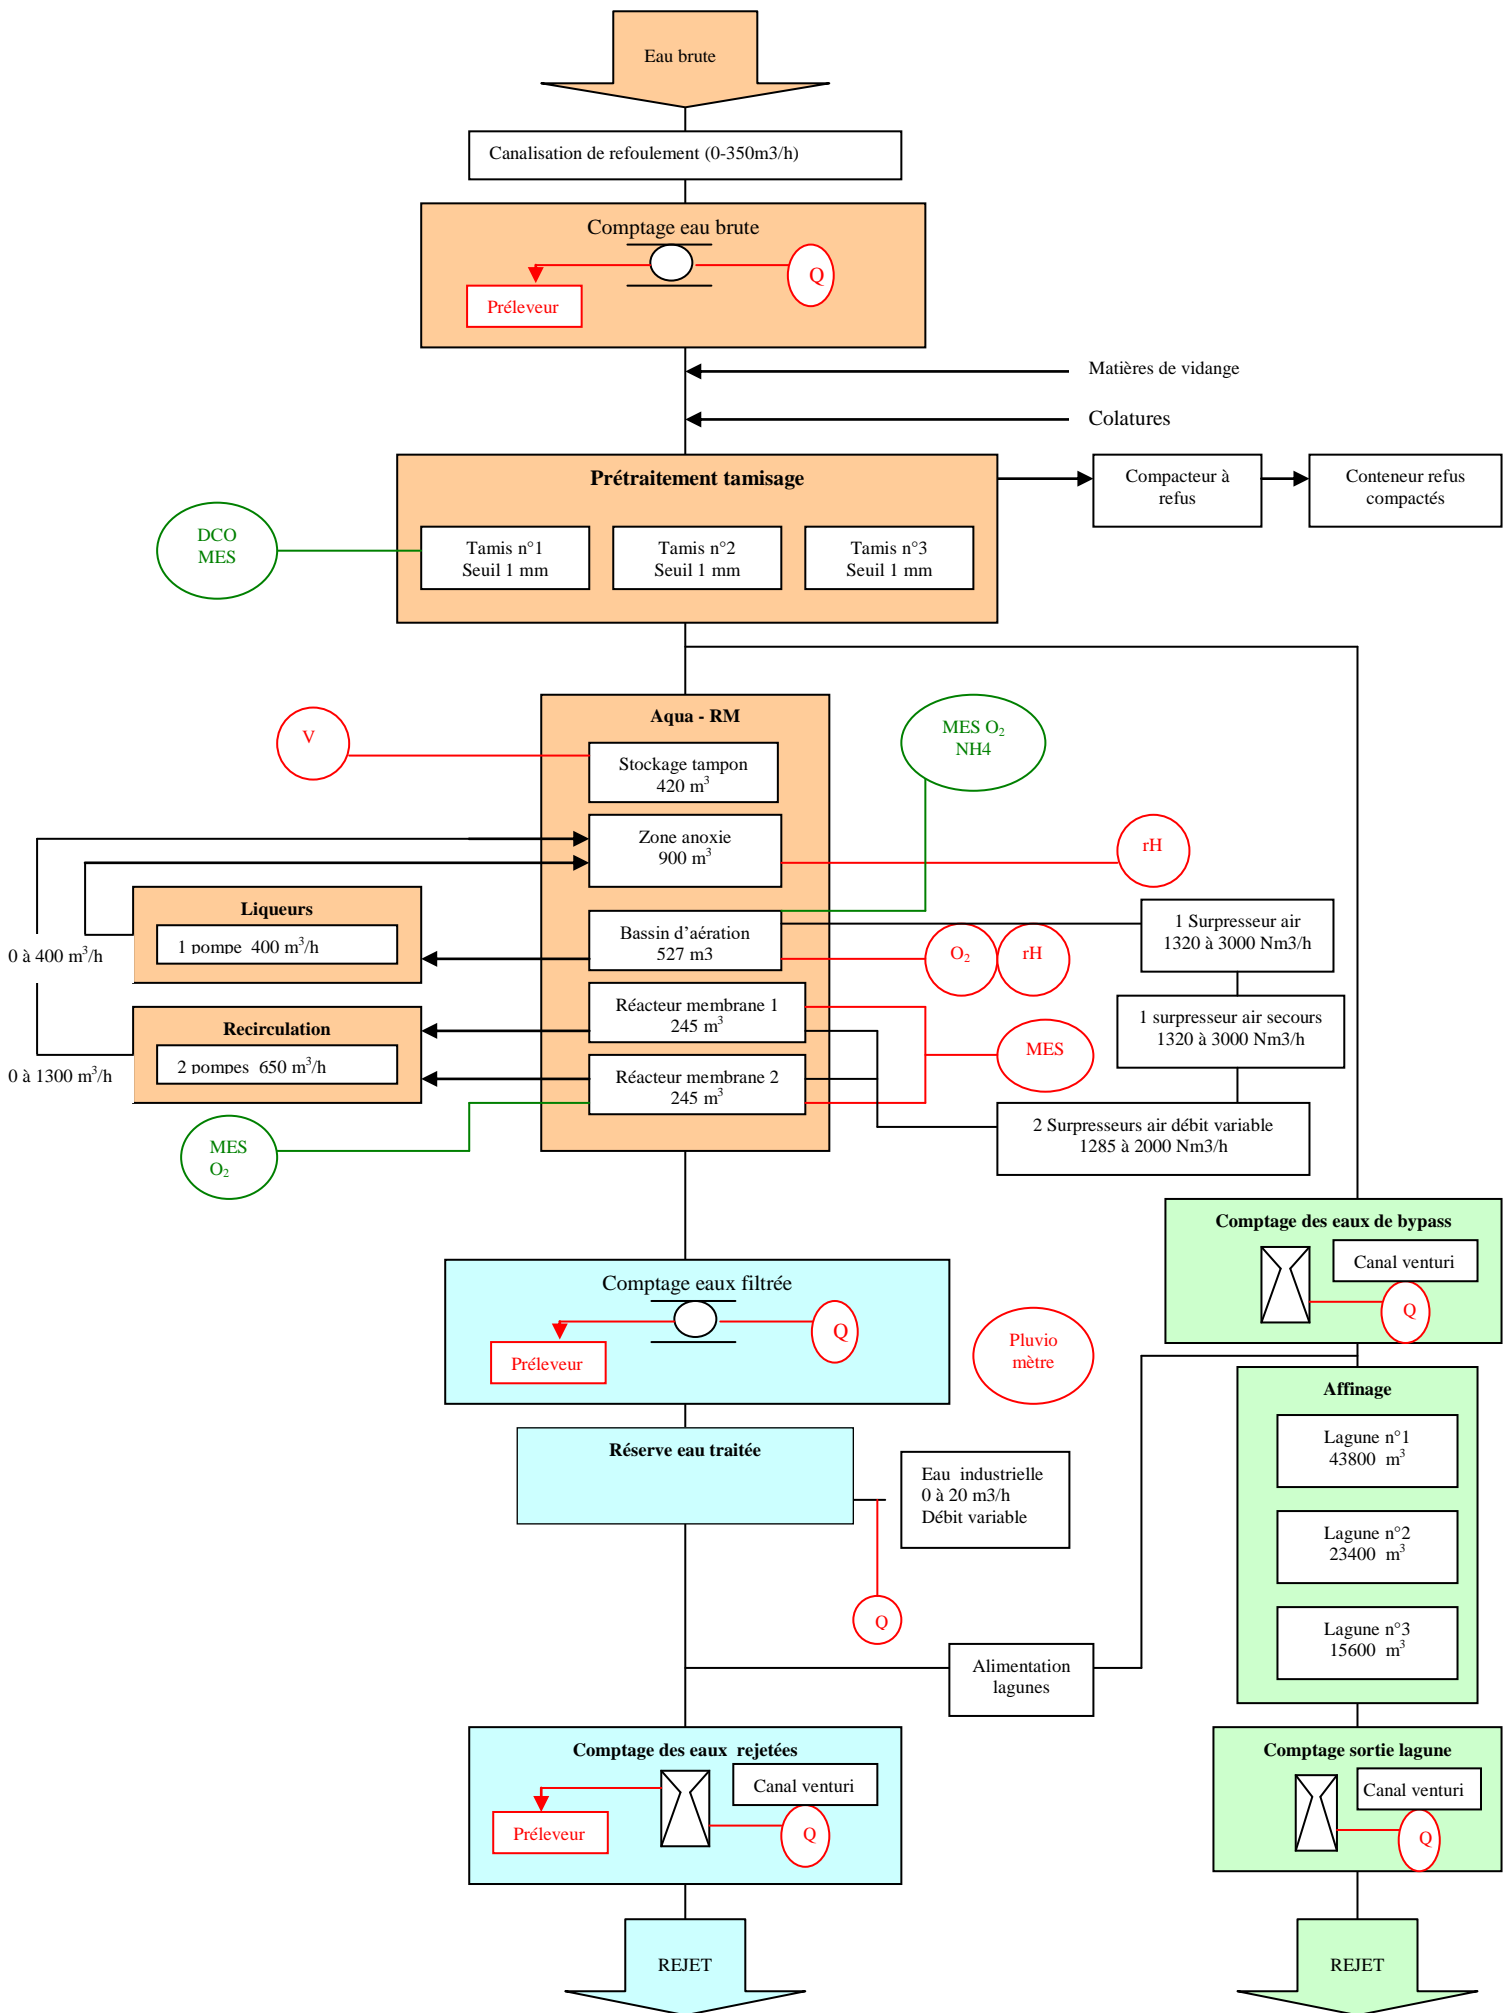 Eau brute
Canalisation de refoulement (0-350m3/h)
Comptage eau brute
Q
Préleveur
Matières de vidange
Colatures
Prétraitement tamisage
Compacteur à
refus
Conteneur refus
compactés
DCO
MES
Tamis n°1
Seuil 1 mm
Tamis n°2
Seuil 1 mm
Tamis n°3
Seuil 1 mm
Aqua - RM
V
MES O₂
NH4
Stockage tampon
420 m³
Zone anoxie
900 m³
rH
Liqueurs
1 pompe 400 m³/h
0 à 400 m³/h
Bassin d’aération
527 m3
O₂
rH
1 Surpresseur air
1320 à 3000 Nm3/h
Réacteur membrane 1
245 m³
1 surpresseur air secours
1320 à 3000 Nm3/h
Recirculation
2 pompes 650 m³/h
0 à 1300 m³/h
MES
Réacteur membrane 2
245 m³
2 Surpresseurs air débit variable
1285 à 2000 Nm3/h
MES
O₂
Comptage des eaux de bypass
Canal venturi
Q
Comptage eaux filtrée
Q
Préleveur
Pluvio
mètre
Affinage
Lagune n°1
43800 m³
Réserve eau traitée
Eau industrielle
0 à 20 m3/h
Débit variable
Lagune n°2
23400 m³
Q
Lagune n°3
15600 m³
Alimentation
lagunes
Comptage des eaux rejetées
Canal venturi
Préleveur
Q
Comptage sortie lagune
Canal venturi
Q
REJET
REJET